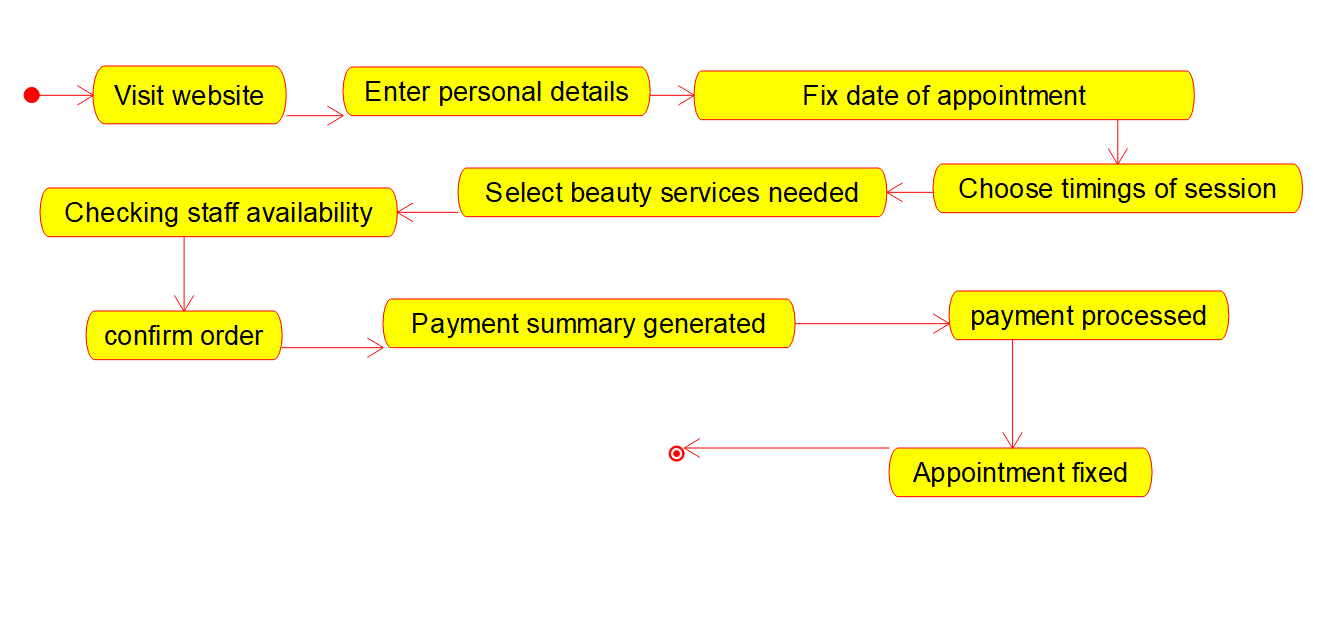 Visit website
Enter personal details
Fix date of appointment
Choose timings of session
Select beauty services needed
Checking staff availability
confirm order
Payment summary generated
payment processed
Appointment fixed